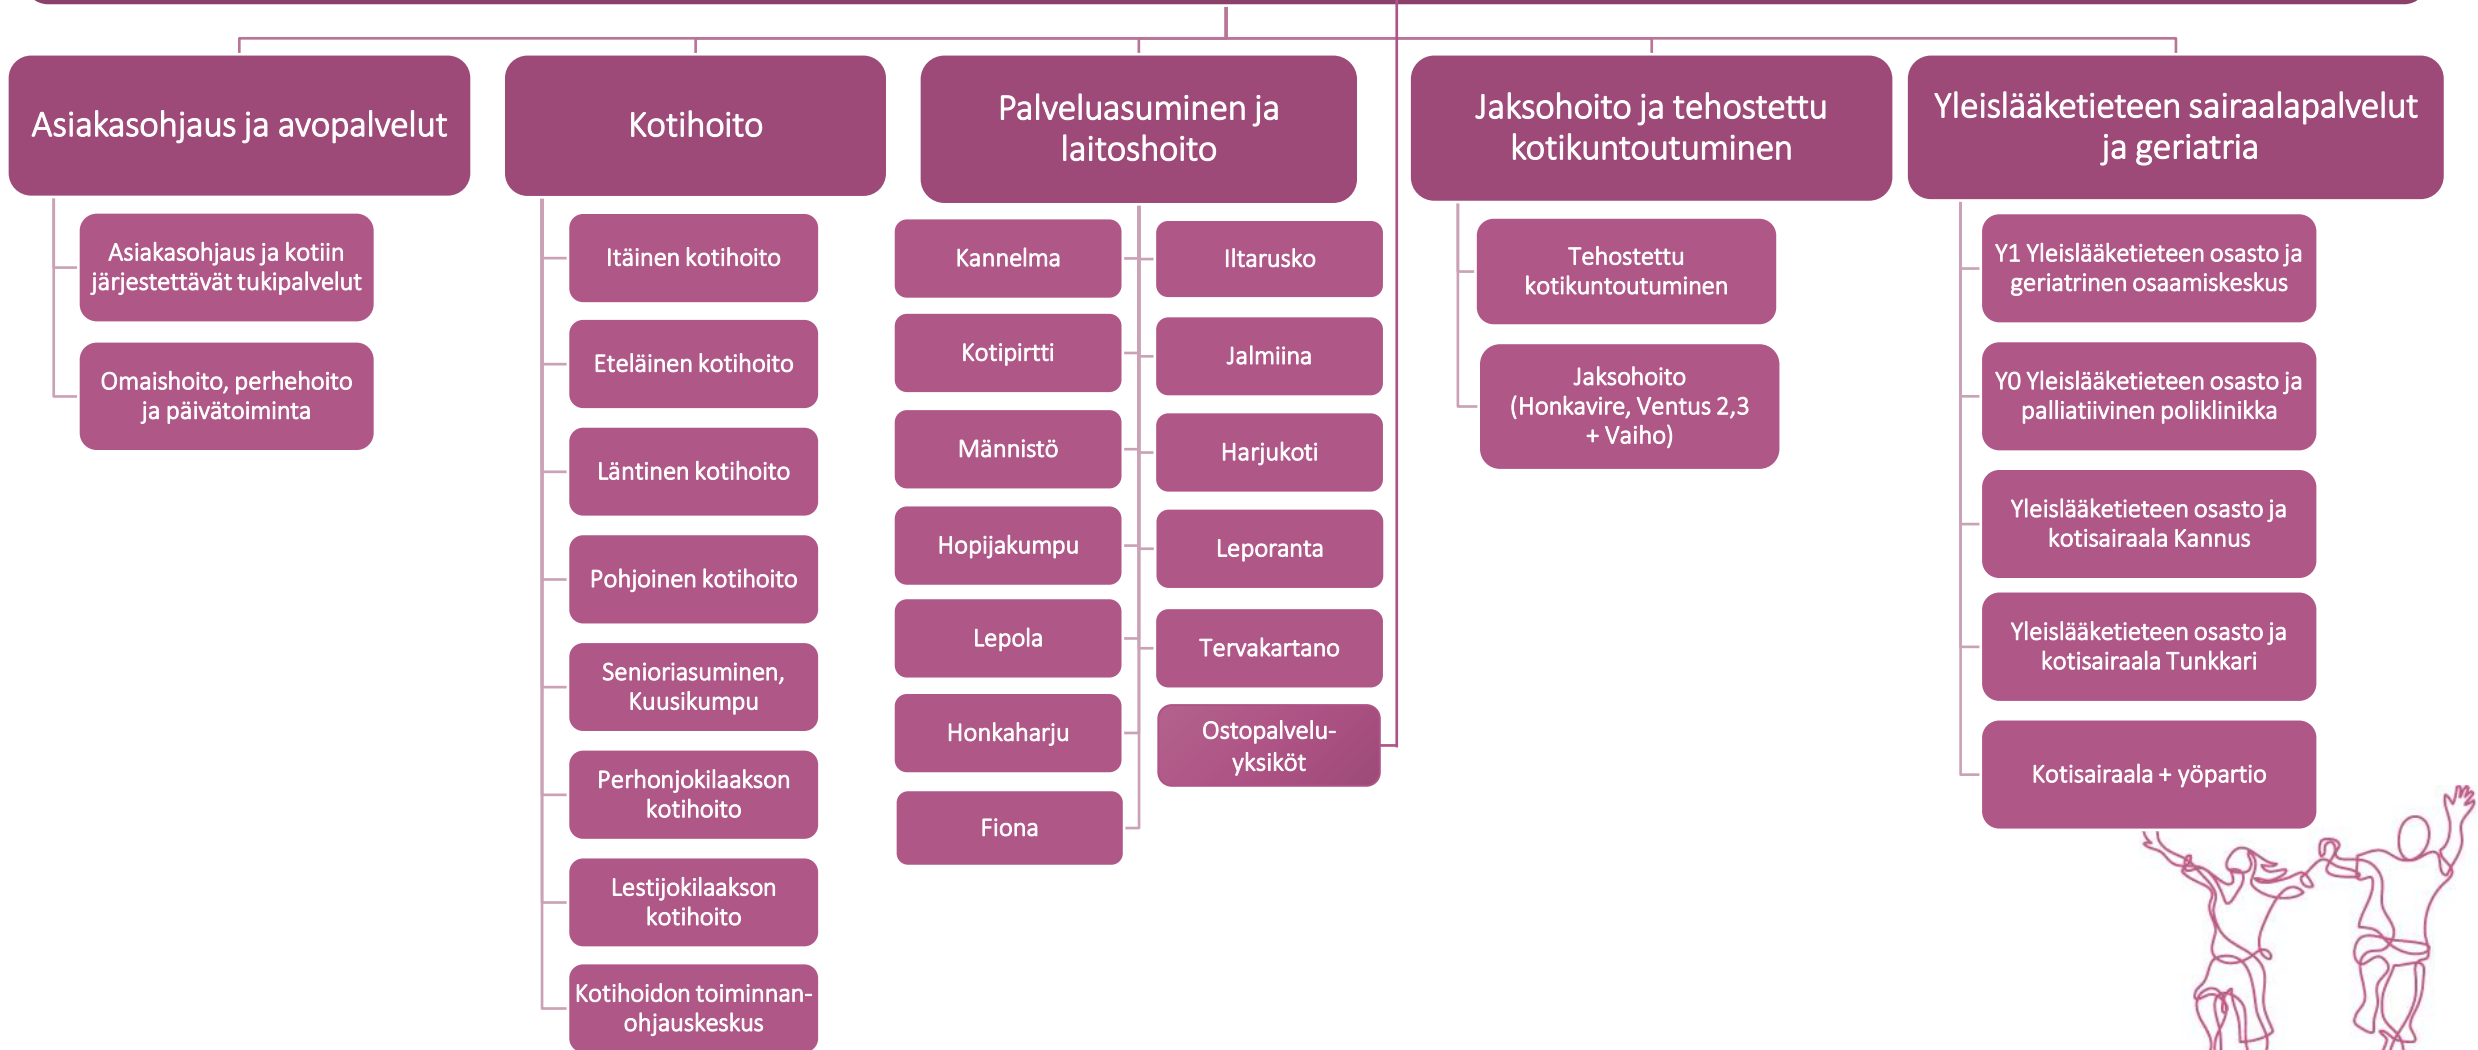 Asiakasohjaus ja avopalvelut
Asiakasohjaus ja kotiin
järjestettävät tukipalvelut
Omaishoito, perhehoito
ja päivätoiminta
Kotihoito
Itäinen kotihoito
Eteläinen kotihoito
Läntinen kotihoito
Pohjoinen kotihoito
Senioriasuminen,
Kuusikumpu
Perhonjokilaakson
kotihoito
Lestijokilaakson
kotihoito
Kotihoidon toiminnan-
ohjauskeskus
Palveluasuminen ja
laitoshoito
Kannelma
Kotipirtti
Männistö
Hopijakumpu
Lepola
Honkaharju
Fiona
Iltarusko
Jalmiina
Harjukoti
Leporanta
Tervakartano
Ostopalvelu-
yksiköt
Jaksohoito ja tehostettu
kotikuntoutuminen
Tehostettu
kotikuntoutuminen
Jaksohoito
(Honkavire, Ventus 2,3
+ Vaiho)
Yleislääketieteen sairaalapalvelut
ja geriatria
Y1 Yleislääketieteen osasto ja
geriatrinen osaamiskeskus
Y0 Yleislääketieteen osasto ja
palliatiivinen poliklinikka
Yleislääketieteen osasto ja
kotisairaala Kannus
Yleislääketieteen osasto ja
kotisairaala Tunkkari
Kotisairaala + yöpartio